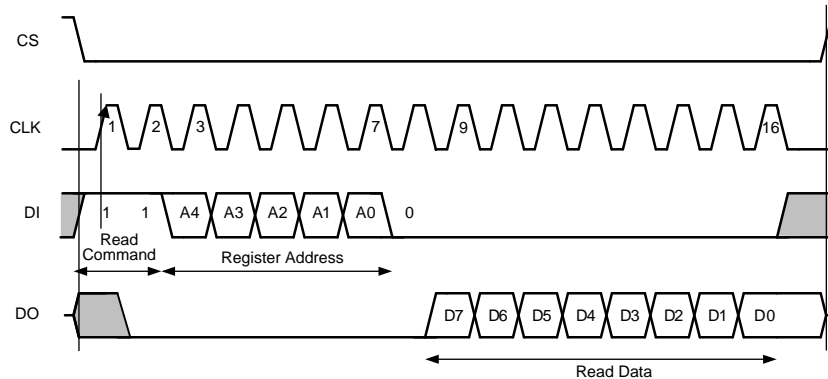 CS
CLK 1 2 3 7 9 16
DI 1 1 A4 A3 A2 A1 A0 0
Read
Command
Register Address
DO D7 D6 D5 D4 D3 D2 D1 D0
Read Data